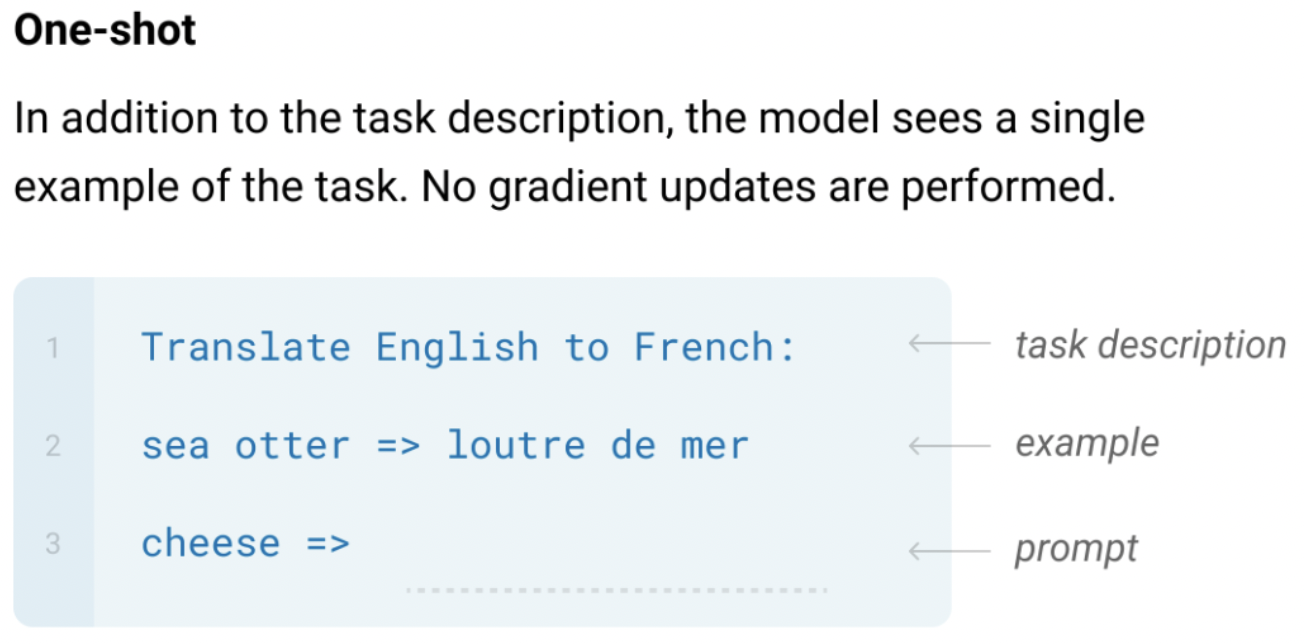 One-shot
In addition to the task description, the model sees a single
example of the task. No gradient updates are performed.
1 Translate English to French: task description
2 sea otter => loutre de mer example
3 cheese => prompt